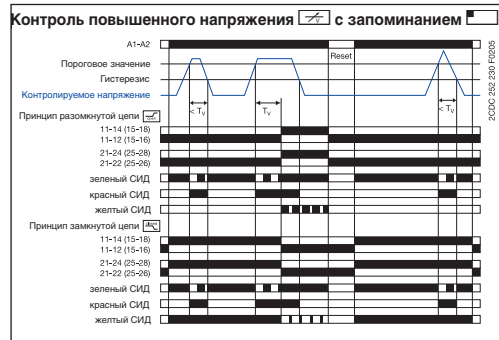 Контроль повышенного напряжения с запоминанием
A1-A2
Reset
Пороговое значение
Гистерезис
Контролируемое напряжение
< Tv
Tv
< Tv
2CDC 252 230 F0205
Принцип разомкнутой цепи
11-14 (15-18)
11-12 (15-16)
21-24 (25-28)
21-22 (25-26)
зеленый СИД
красный СИД
желтый СИД
Принцип замкнутой цепи
11-14 (15-18)
11-12 (15-16)
21-24 (25-28)
21-22 (25-26)
зеленый СИД
красный СИД
желтый СИД